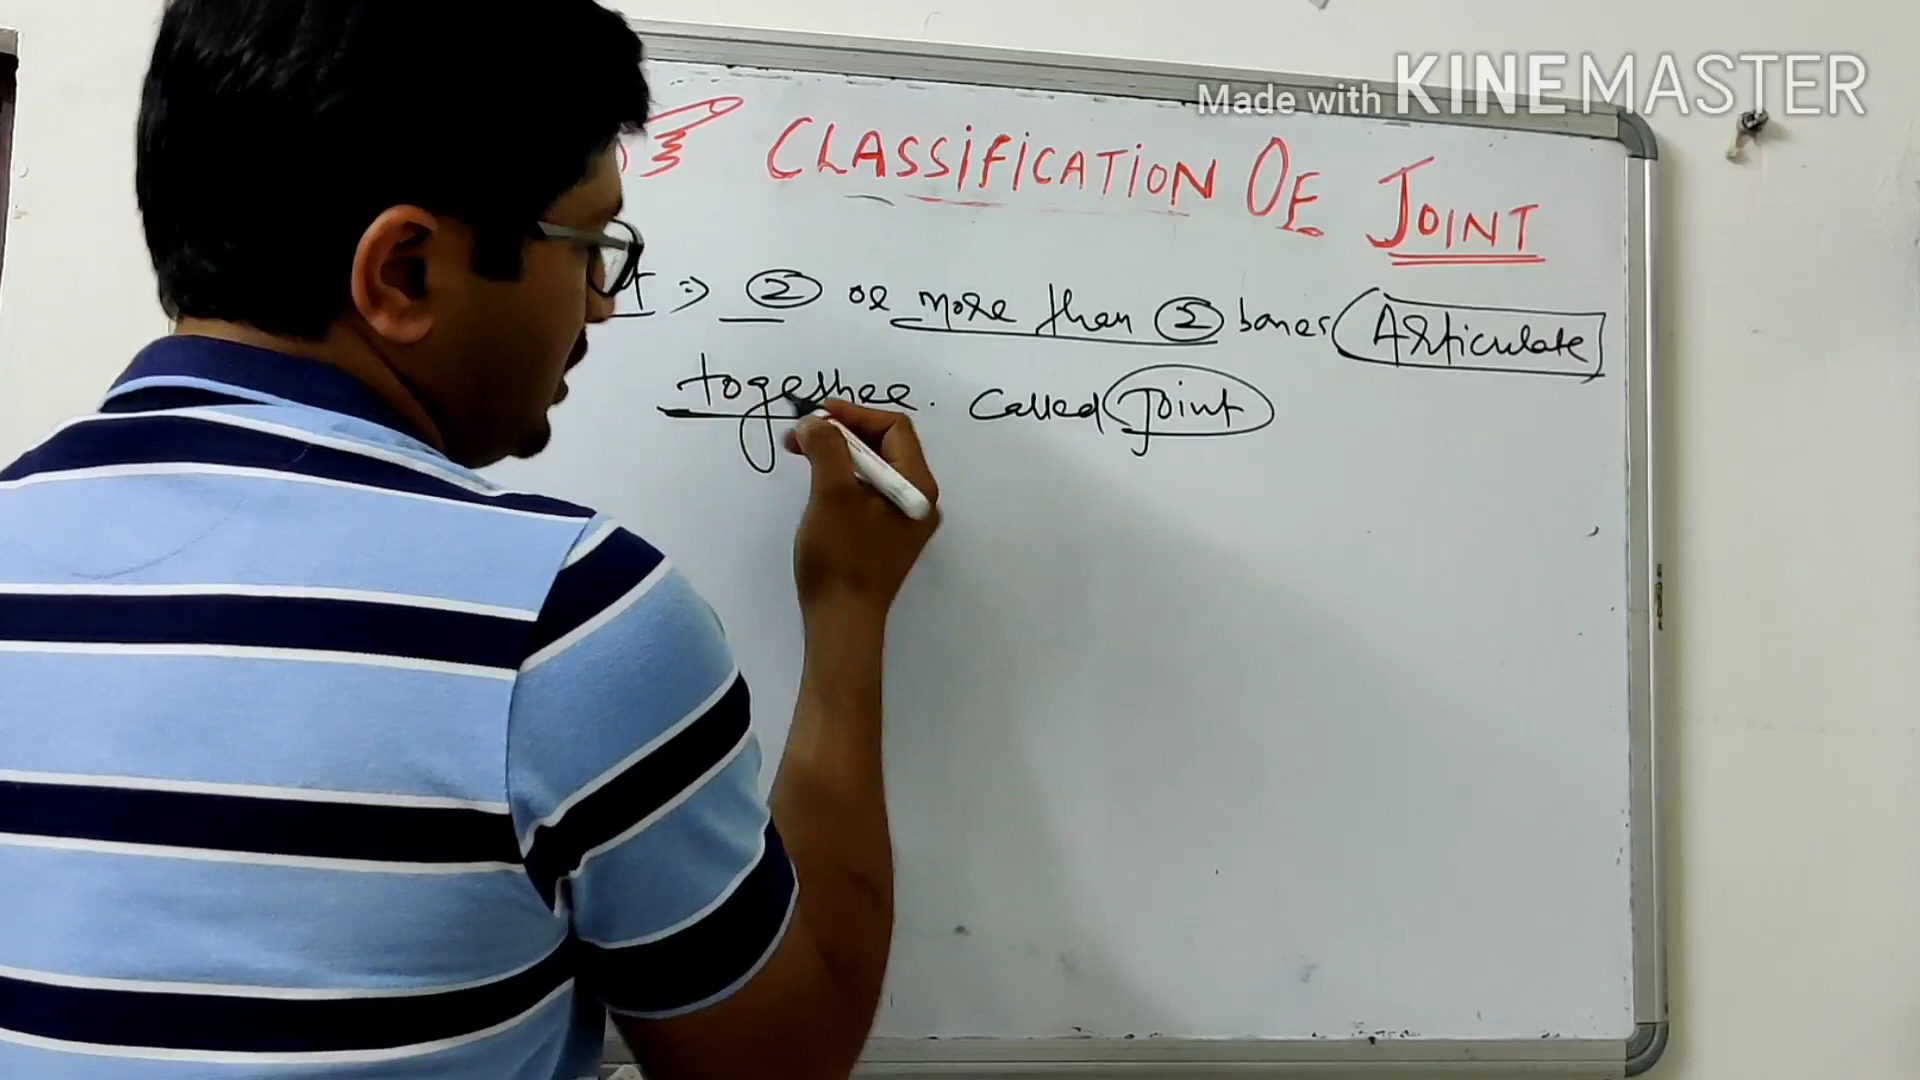 Made with KINEMASTER
CLASSIFICATION OF JOINT
2 or more than 2 bones Articulate
together. Called Joint